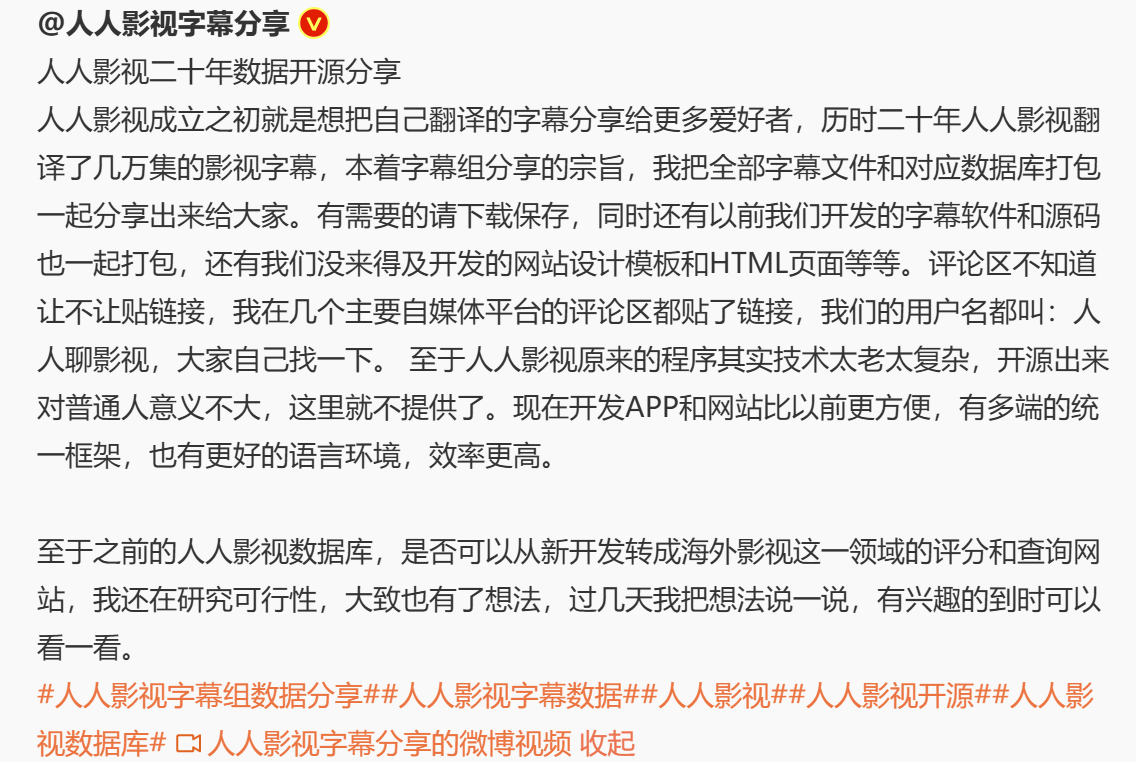 @人人影视字幕分享
人人影视二十年数据开源分享
人人影视成立之初就是想把自己翻译的字幕分享给更多爱好者，历时二十年人人影视翻
译了几万集的影视字幕，本着字幕组分享的宗旨，我把全部字幕文件和对应数据库打包
一起分享出来给大家。有需要的请下载保存，同时还有以前我们开发的字幕软件和源码
也一起打包，还有我们没来得及开发的网站设计模板和HTML页面等等。评论区不知道
让不让贴链接，我在几个主要自媒体平台的评论区都贴了链接，我们的用户名都叫：人
人聊影视，大家自己找一下。 至于人人影视原来的程序其实技术太老太复杂，开源出来
对普通人意义不大，这里就不提供了。现在开发APP和网站比以前更方便，有多端的统
一框架，也有更好的语言环境，效率更高。
至于之前的人人影视数据库，是否可以从新开发转成海外影视这一领域的评分和查询网
站，我还在研究可行性，大致也有了想法，过几天我把想法说一说，有兴趣的到时可以
看一看。
#人人影视字幕组数据分享##人人影视字幕数据##人人影视##人人影视开源##人人影
视数据库# 人人影视字幕分享的微博视频 收起